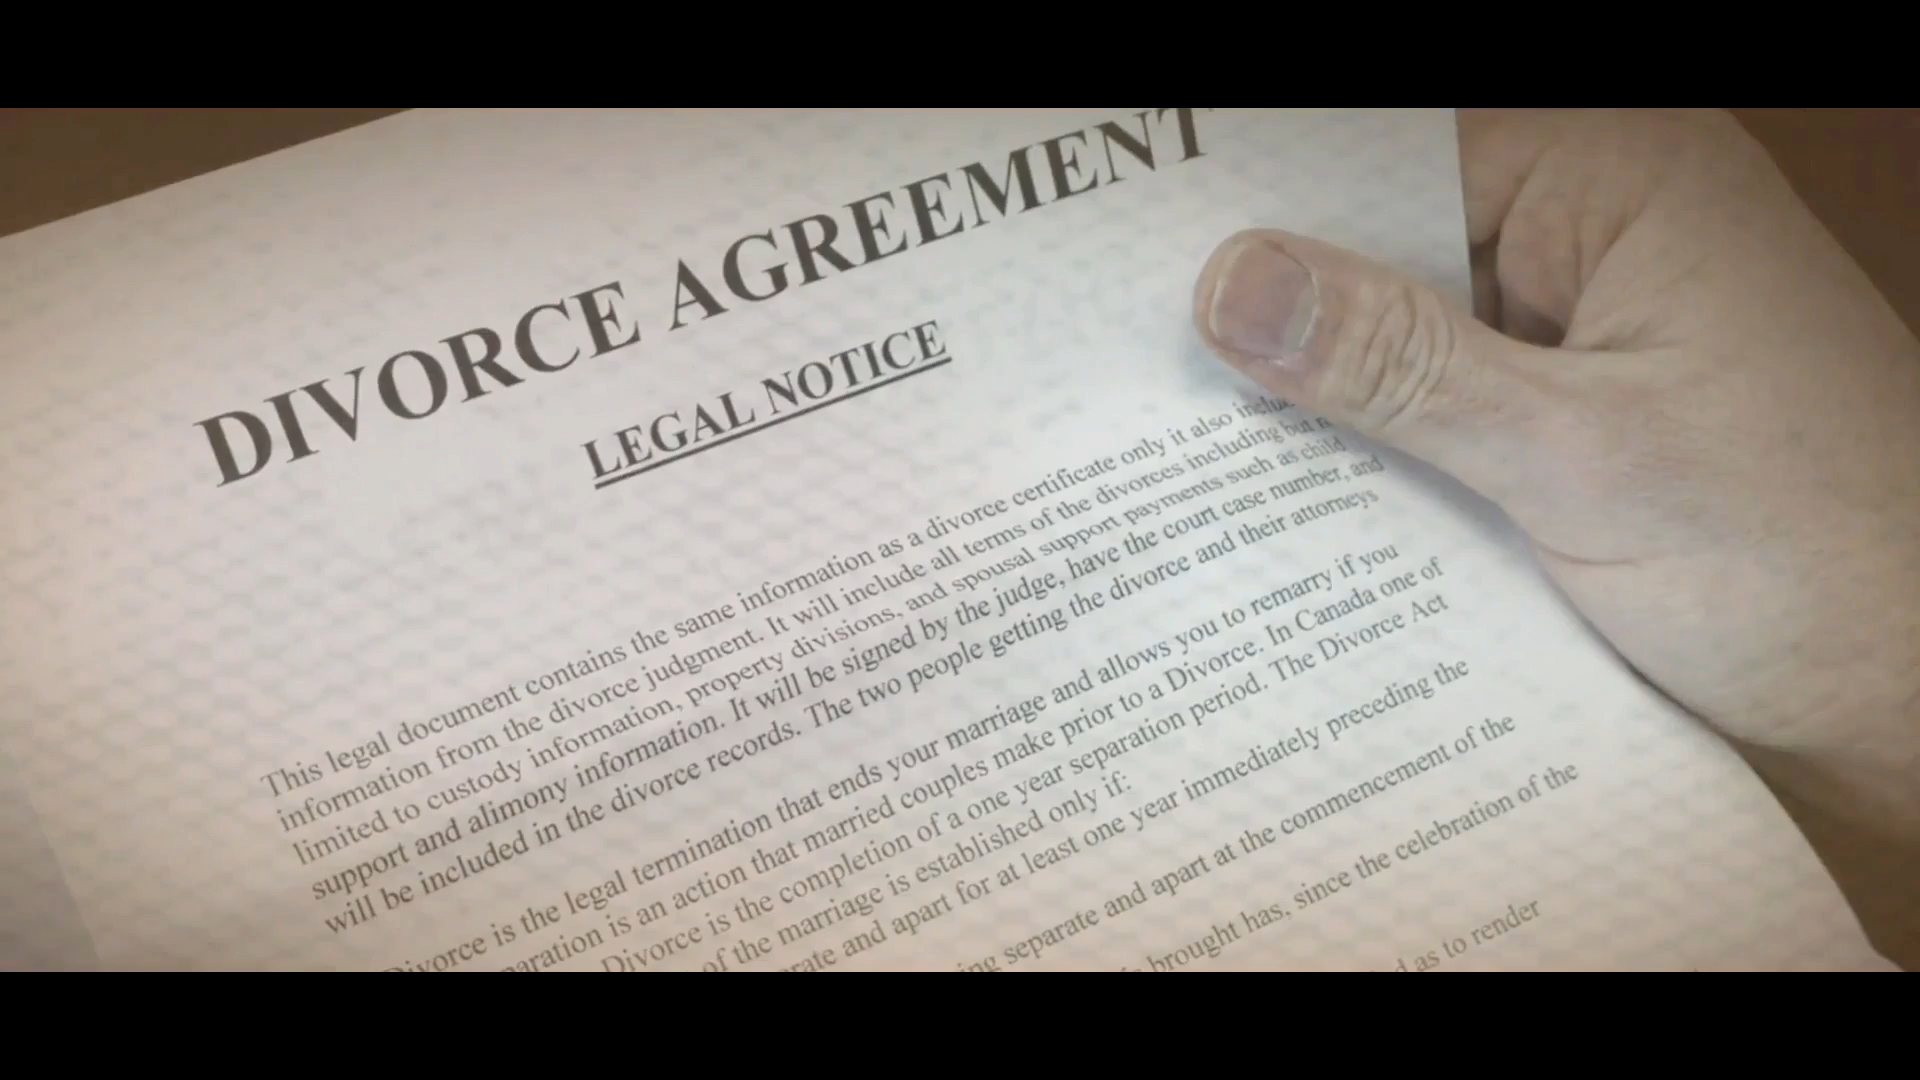 DIVORCE AGREEMENT
LEGAL NOTICE
This legal document contains the same information as a divorce certificate only it also
information from the divorce judgment. It will include all terms of the divorces including but
limited to custody information, property divisions, and spousal support payments such as child
support and alimony information. It will be signed by the judge, have the court case number, and
will be included in the divorce records. The two people getting the divorce and their attorneys
Divorce is the legal termination that ends your marriage and allows you to remarry if you
is an action that married couples make prior to a Divorce. In Canada one of
Divorce is the completion of a one year separation period. The Divorce Act
of the marriage is established only if:
and apart for at least one year immediately preceding the
separate and apart at the commencement of the
brought has, since the celebration of the
as to render